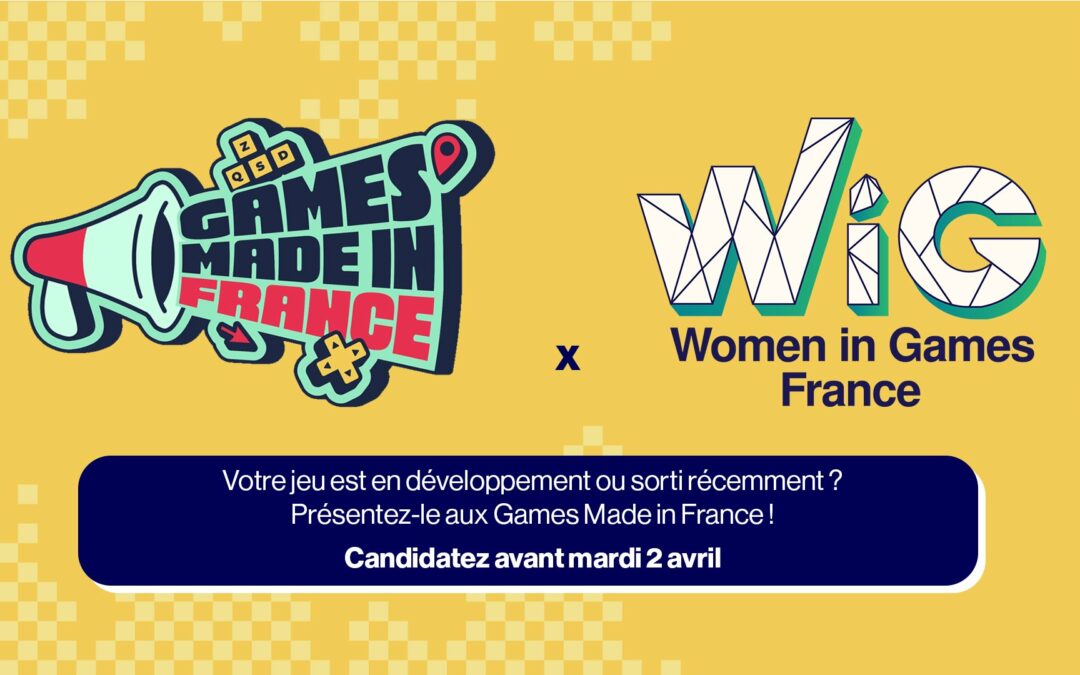 Z
Q S D
GAMES
MADE IN
FRANCE
x
WiG
Women in Games
France
Votre jeu est en développement ou sorti récemment ?
Présentez-le aux Games Made in France !
Candidatez avant mardi 2 avril